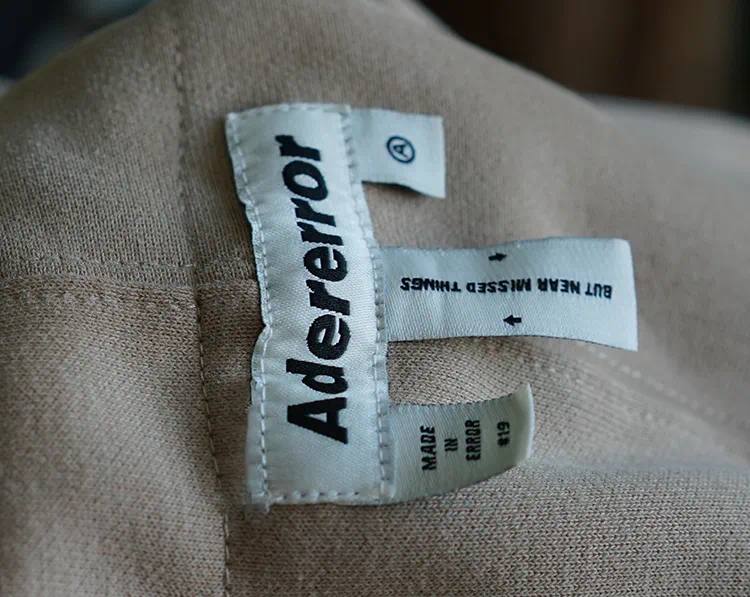 Adererror
A
BUT NEAR MISSED THINGS
MADE
IN
ERROR
@19